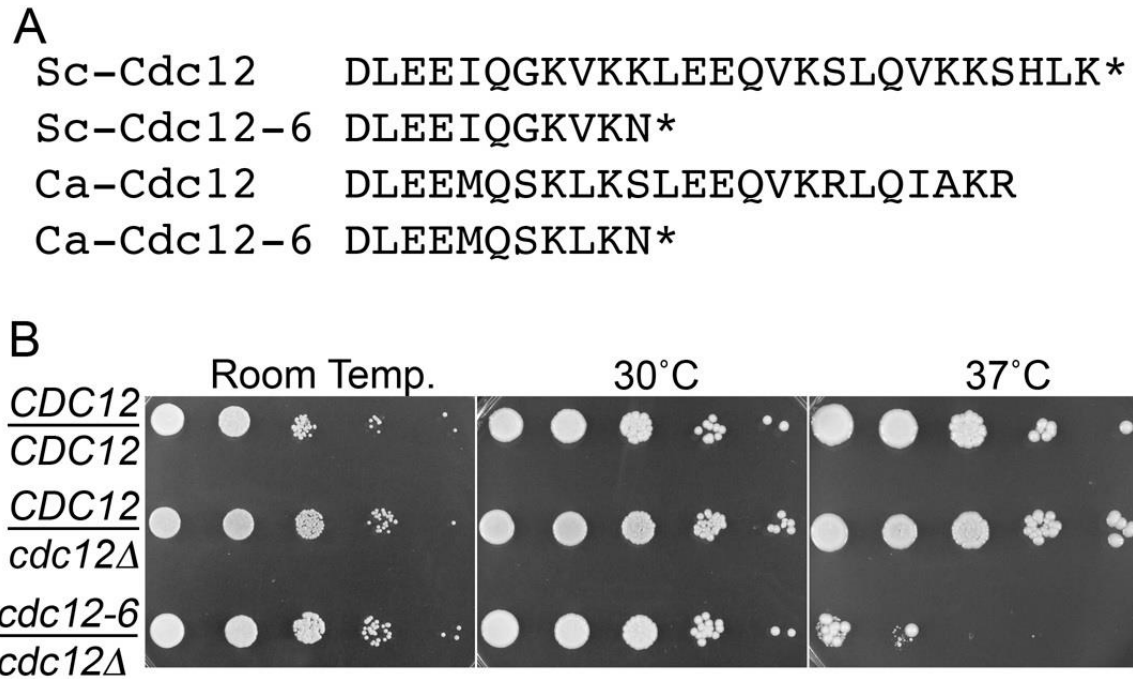 A
Sc-Cdc12 DLEEIQGKVKKLEEQVKSLQVKKSHLK*
Sc-Cdc12-6 DLEEIQGKVKN*
Ca-Cdc12 DLEEMQSKLKSLEEQVKRLQIAKR
Ca-Cdc12-6 DLEEMQSKLKN*
B
Room Temp. 30°C 37°C
CDC12
CDC12
CDC12
cdc12Δ
cdc12-6
cdc12Δ